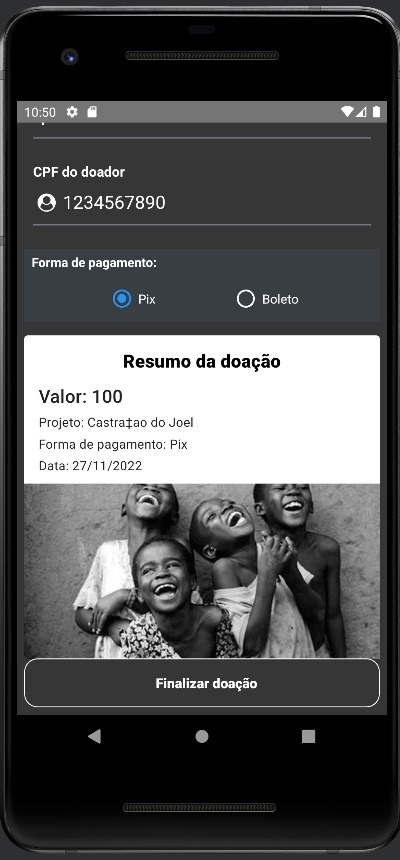 10:50
CPF do doador
1234567890
Forma de pagamento:
Pix
Boleto
Resumo da doação
Valor: 100
Projeto: Castra‡ao do Joel
Forma de pagamento: Pix
Data: 27/11/2022
Finalizar doação